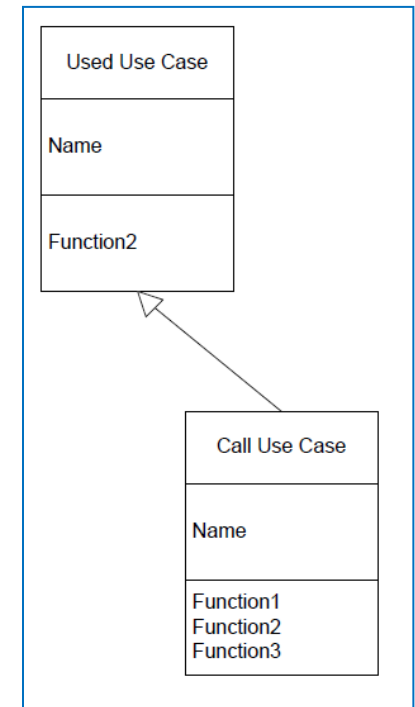 Used Use Case
Name
Function2
Call Use Case
Name
Function1
Function2
Function3